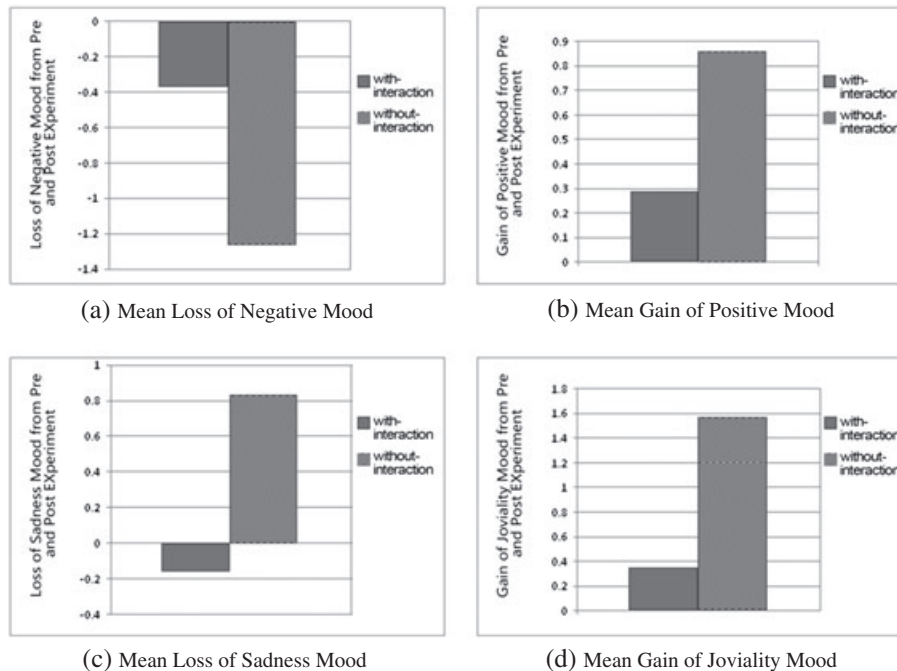 Loss of Negative Mood from Pre
and Post EXperiment
0
-0.2
-0.4
-0.6
-0.8
-1
-1.2
-1.4
with-
interaction
without-
interaction
(a) Mean Loss of Negative Mood
Gain of Positive Mood from Pre
and Post EXperiment
0.9
0.8
0.7
0.6
0.5
0.4
0.3
0.2
0.1
0
with-
interaction
without-
interaction
(b) Mean Gain of Positive Mood
Loss of Sadness Mood from Pre
and Post EXperiment
1
0.8
0.6
0.4
0.2
0
-0.2
-0.4
with-
interaction
without-
interaction
(c) Mean Loss of Sadness Mood
Gain of Joviality Mood from Pre
and Post EXperiment
1.8
1.6
1.4
1.2
1
0.8
0.6
0.4
0.2
0
with-
interaction
without-
interaction
(d) Mean Gain of Joviality Mood